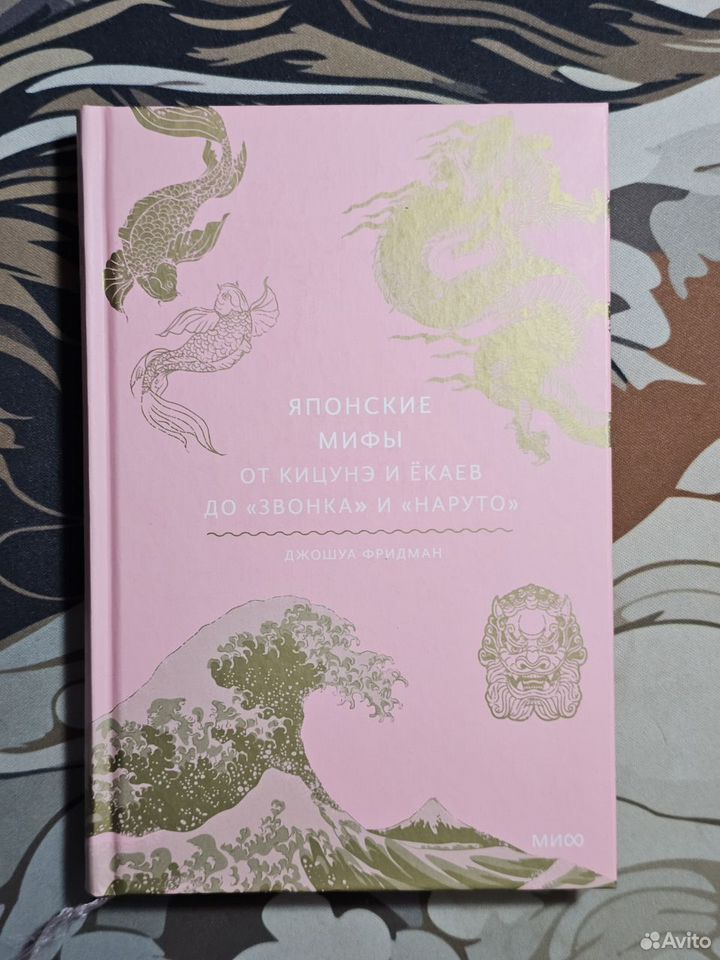 ЯПОНСКИЕ
МИФЫ
ОТ КИЦУНЭ И ЁКАЕВ
ДО «ЗВОНКА» И «НАРУТО»
ДЖОШУА ФРИДМАН
МИФ
Avito